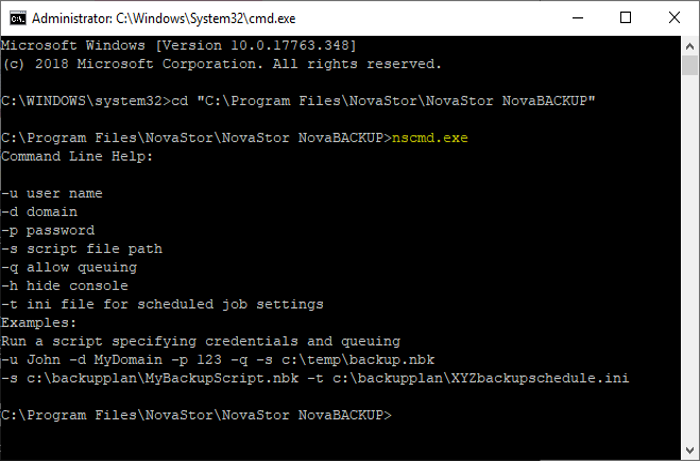 Administrator: C:\Windows\System32\cmd.exe
Microsoft Windows [Version 10.0.17763.348]
(c) 2018 Microsoft Corporation. All rights reserved.
C:\WINDOWS\system32>cd "C:\Program Files\NovaStor\NovaStor NovaBACKUP"
C:\Program Files\NovaStor\NovaStor NovaBACKUP>nscmd.exe
Command Line Help:
-u user name
-d domain
-p password
-s script file path
-q allow queuing
-h hide console
-t ini file for scheduled job settings
Examples:
Run a script specifying credentials and queuing
-u John -d MyDomain -p 123 -q -s c:\temp\backup.nbk
-s c:\backupplan\MyBackupScript.nbk -t c:\backupplan\XYZbackupschedule.ini
C:\Program Files\NovaStor\NovaStor NovaBACKUP>